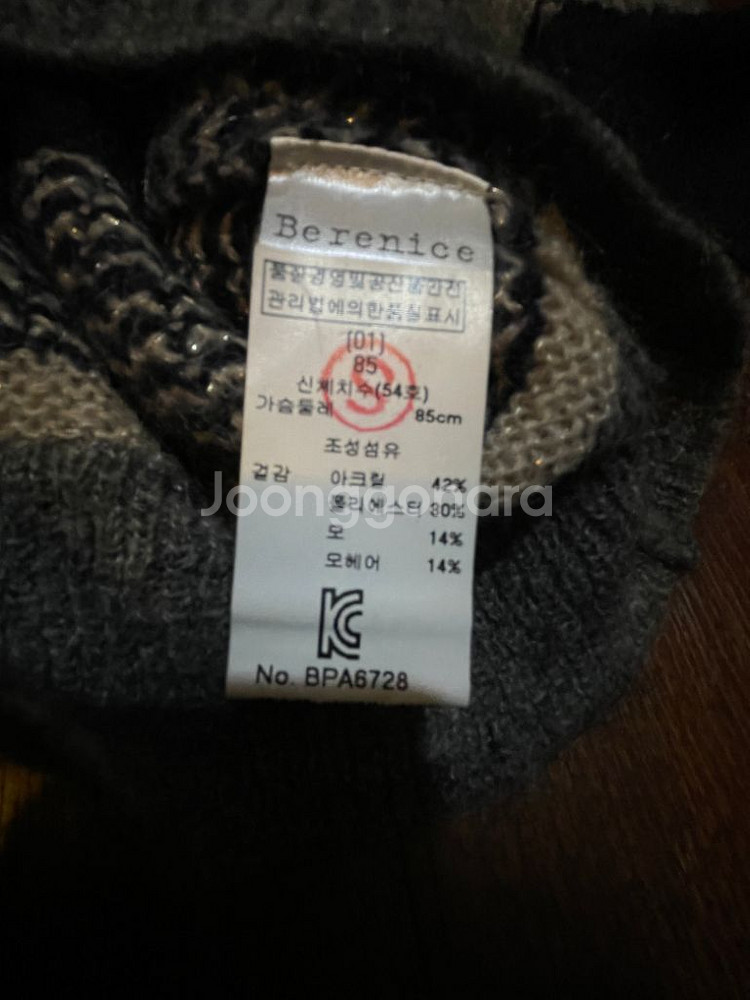 Berenice
품질경영및공산품안전
관리법에의한품질표시
(01)
85
S
신체치수(54호)
가슴둘레 85cm
조성섬유
겉감 아크릴 42%
폴리에스터 30%
모 14%
모헤어 14%
Joonggonara
KC
No. BPA6728